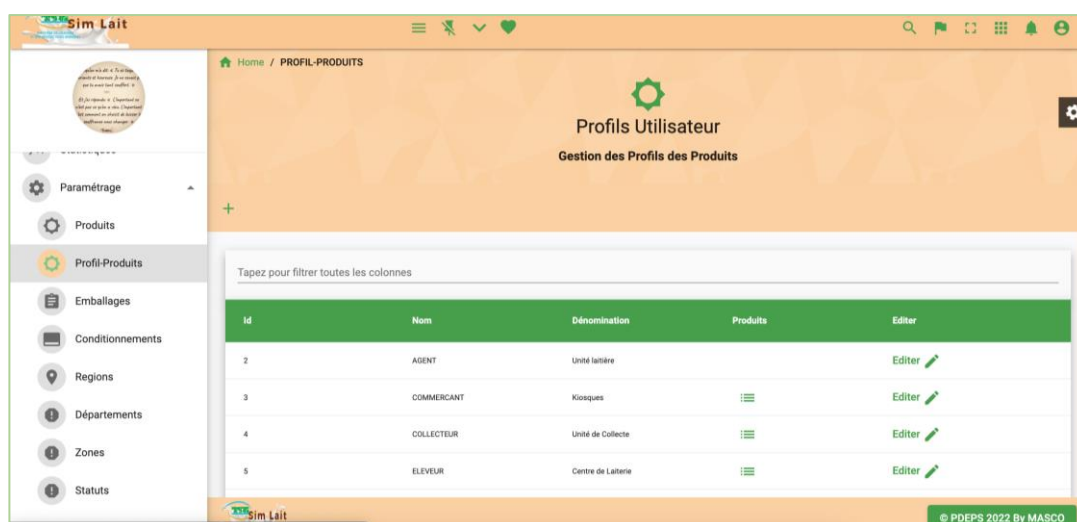 Sim Lait
Home / PROFIL-PRODUITS
Profils Utilisateur
Gestion des Profils des Produits
Paramétrage
Produits
Profil-Produits
Emballages
Conditionnements
Regions
Départements
Zones
Statuts
+
Tapez pour filtrer toutes les colonnes
Id Nom Dénomination Produits Editer
2 AGENT Unité laitière Editer
3 COMMERCANT Kiosques Editer
4 COLLECTEUR Unité de Collecte Editer
5 ELEVEUR Centre de Laiterie Editer
Sim Lait
© PDEPS 2022 By MASCO